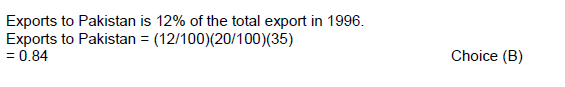 Exports to Pakistan is 12% of the total export in 1996.
Exports to Pakistan = (12/100)(20/100)(35)
= 0.84 Choice (B)